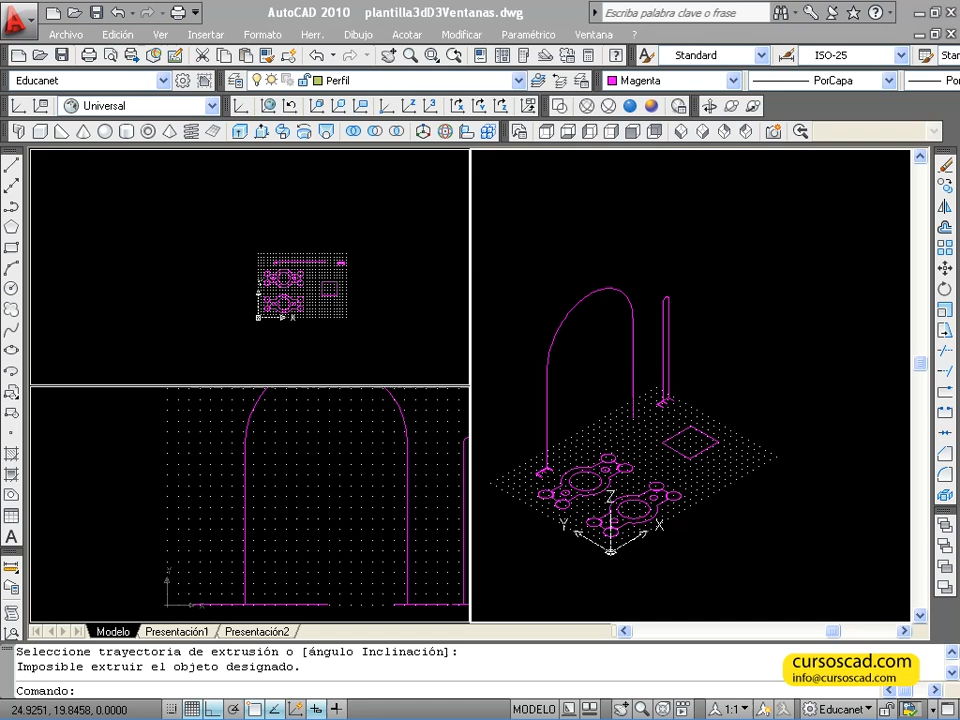 AutoCAD 2010 plantilla3dD3Ventanas.dwg
Escriba palabra clave o frase
Archivo Edición Ver Insertar Formato Herr. Dibujo Acotar Modificar Paramétrico Ventana ?
Standard ISO-25 Stan
Educanet Perfil Magenta PorCapa Por
Universal
X
Z
Y X
Modelo Presentación1 Presentación2
Seleccione trayectoria de extrusión o [ángulo Inclinación]:
Imposible extruir el objeto designado.
Comando:
cursoscad.com
info@cursoscad.com
24.9251, 19.8458, 0.0000 MODELO 1:1 Educanet